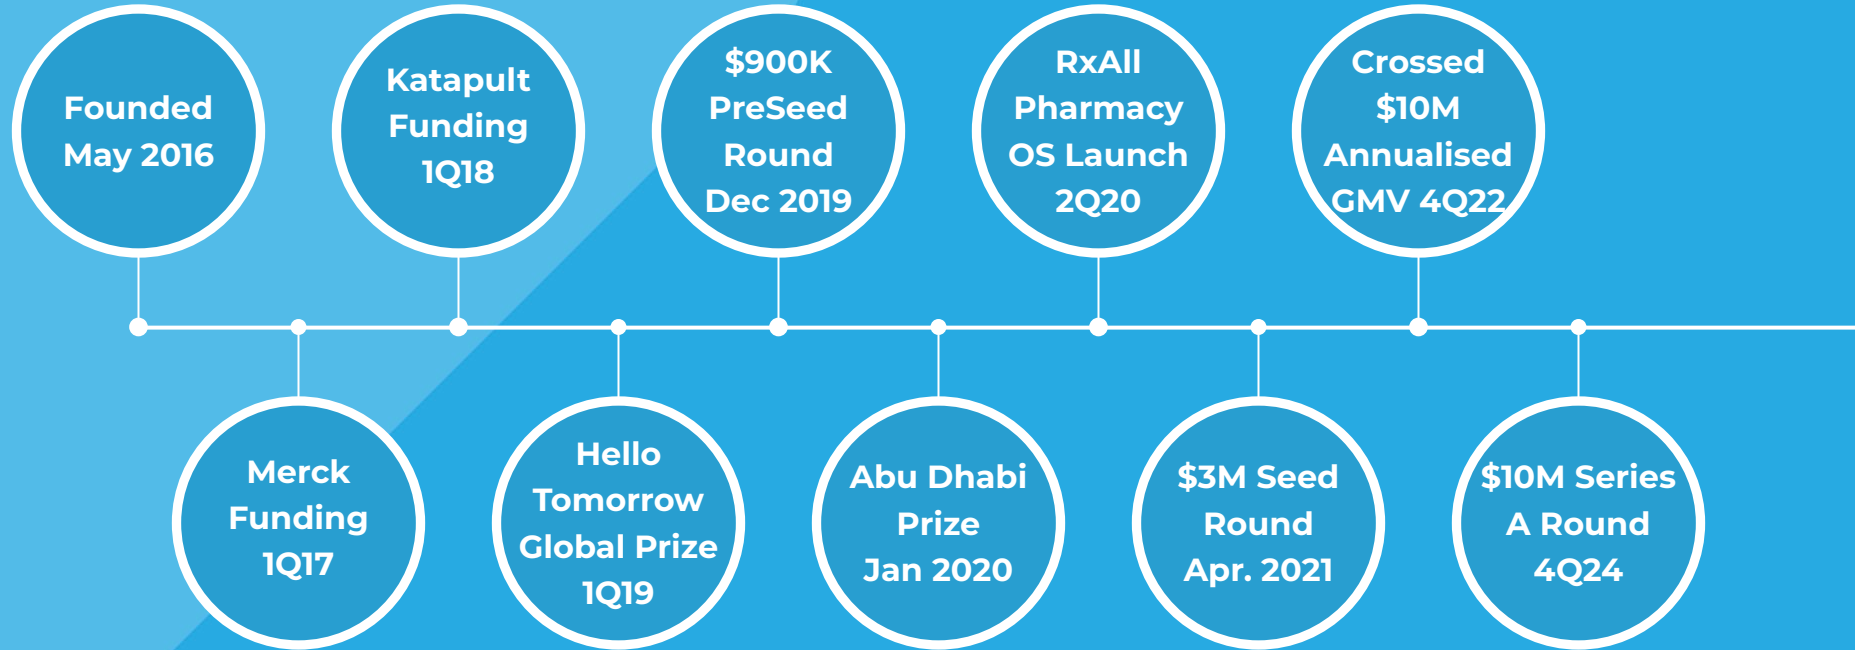 Founded
May 2016
Katapult
Funding
1Q18
$900K
PreSeed
Round
Dec 2019
RxAll
Pharmacy
OS Launch
2Q20
Crossed
$10M
Annualised
GMV 4Q22
Merck
Funding
1Q17
Hello
Tomorrow
Global Prize
1Q19
Abu Dhabi
Prize
Jan 2020
$3M Seed
Round
Apr. 2021
$10M Series
A Round
4Q24